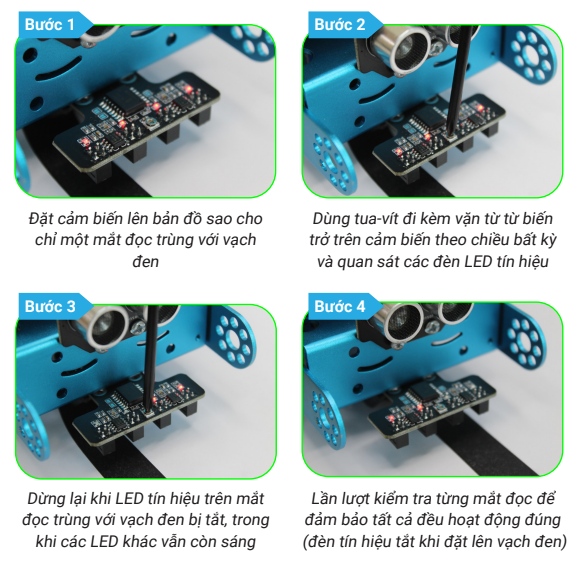 Bước 1
Đặt cảm biến lên bản đồ sao cho
chỉ một mắt đọc trùng với vạch
đen
Bước 2
Dùng tua-vít đi kèm vặn từ từ biến
trở trên cảm biến theo chiều bất kỳ
và quan sát các đèn LED tín hiệu
Bước 3
Dừng lại khi LED tín hiệu trên mắt
đọc trùng với vạch đen bị tắt, trong
khi các LED khác vẫn còn sáng
Bước 4
Lần lượt kiểm tra từng mắt đọc để
đảm bảo tất cả đều hoạt động đúng
(đèn tín hiệu tắt khi đặt lên vạch đen)